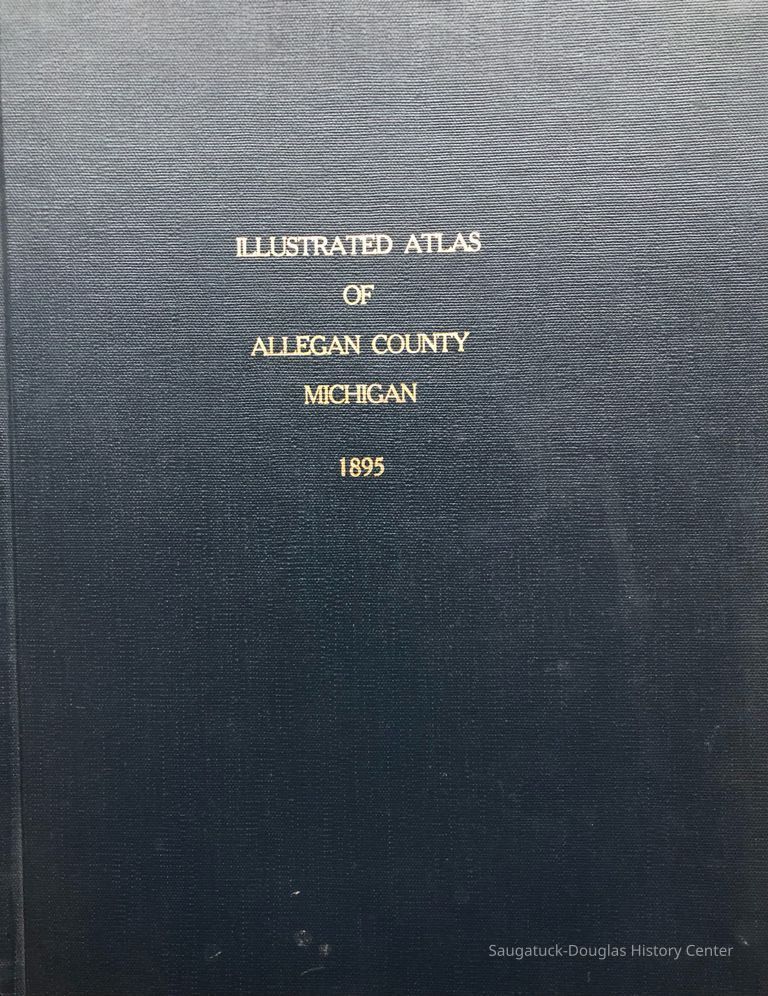 ILLUSTRATED ATLAS
OF
ALLEGAN COUNTY
MICHIGAN
1895
Saugatuck-Douglas History Center